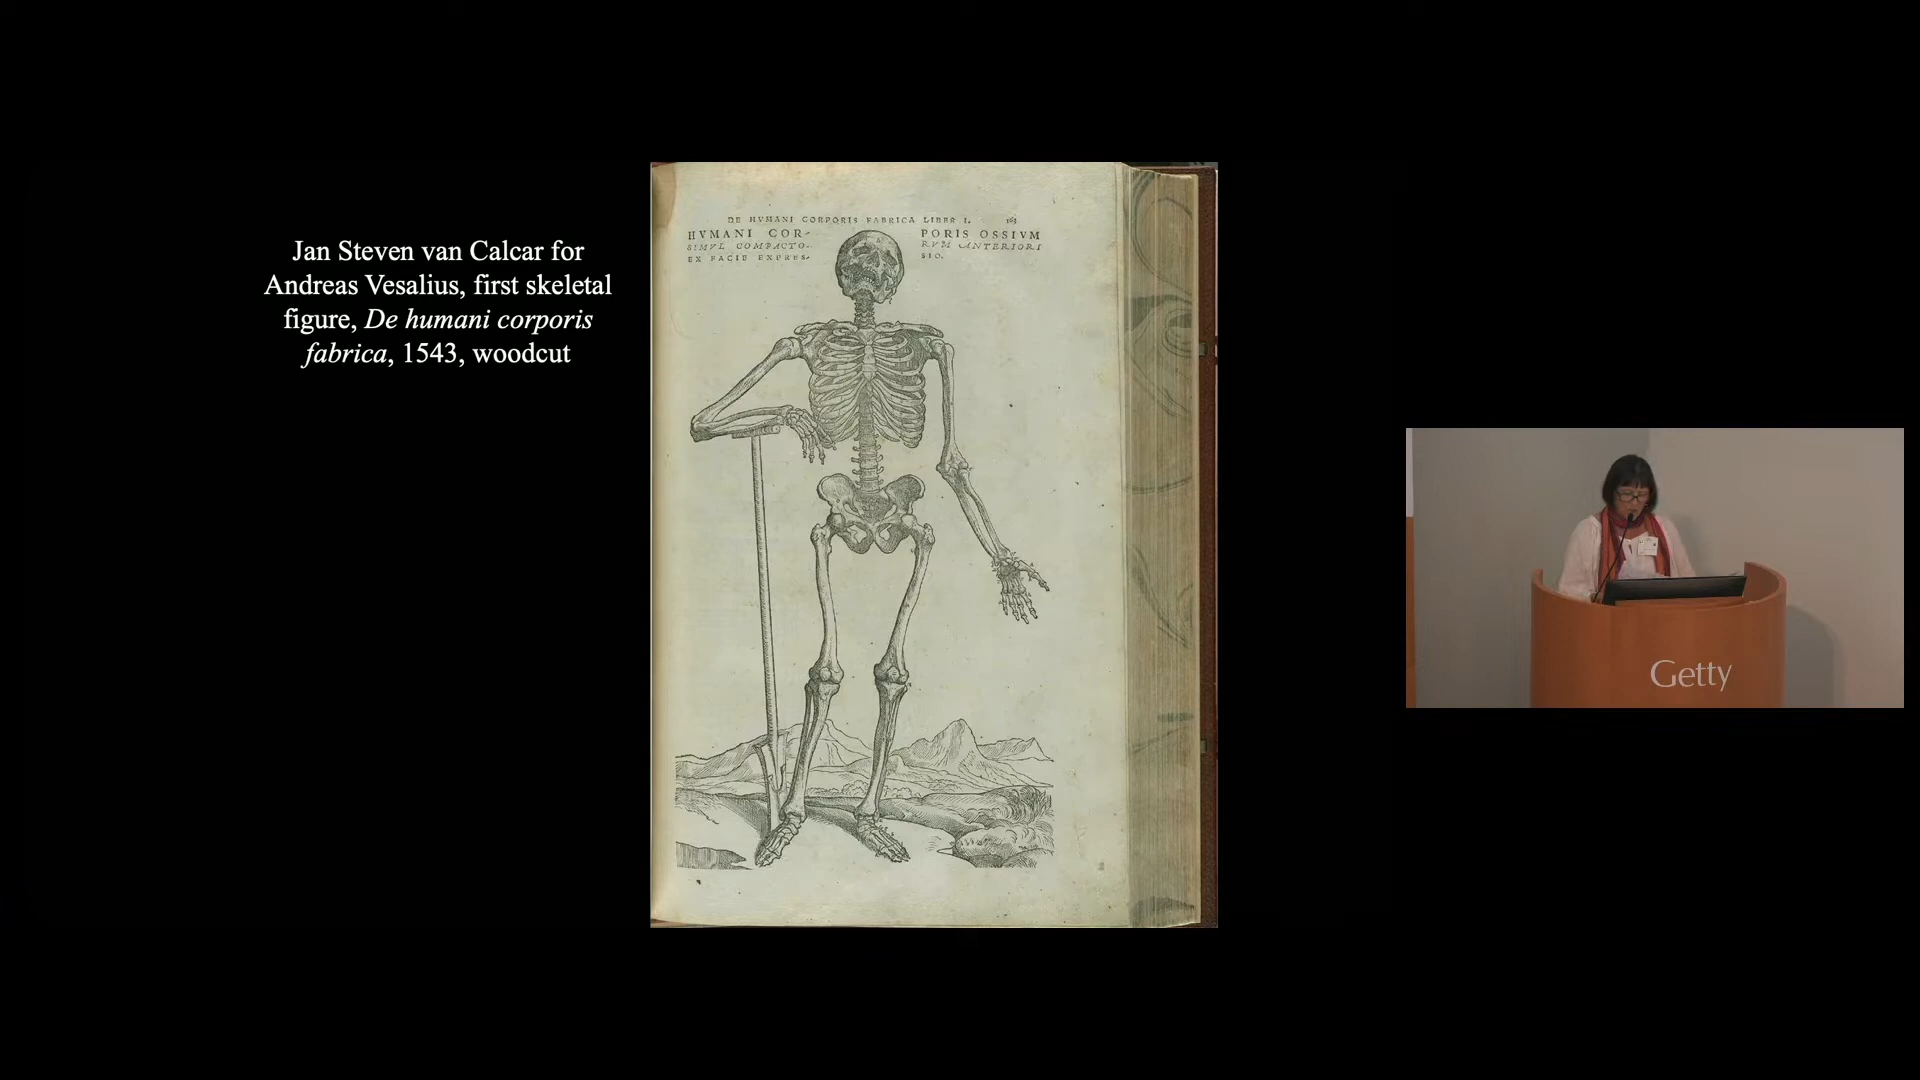 Jan Steven van Calcar for
Andreas Vesalius, first skeletal
figure, De humani corporis
fabrica, 1543, woodcut
DE HVMANI CORPORIS FABRICA LIBER I. 163
HVMANI COR- PORIS OSSIVM
SIMVL COMPACTO- RVM ANTERIORI
EX FACIE EXPRES- SIO.
Getty